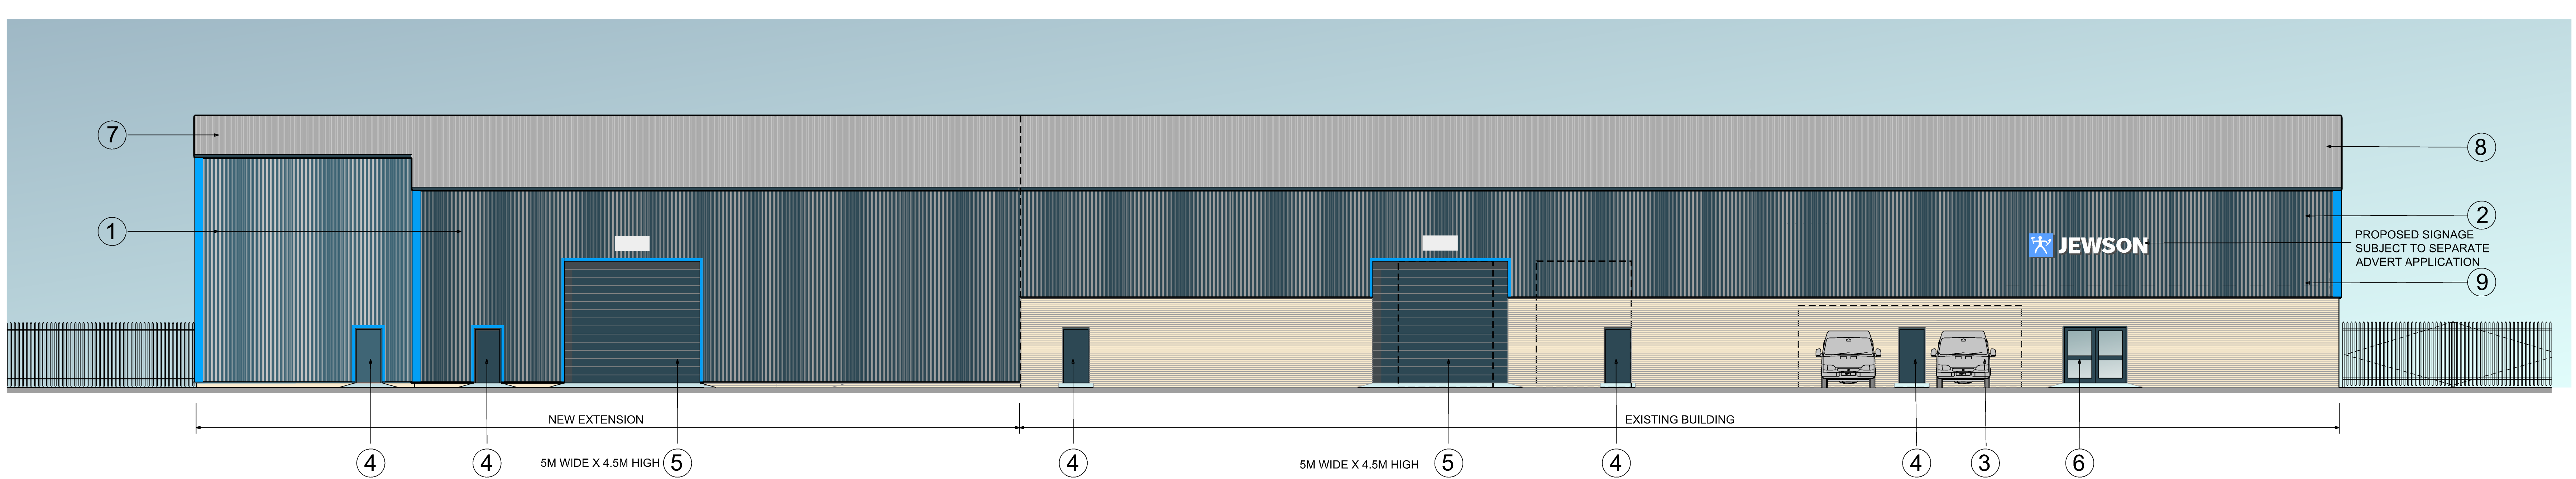 7
8
1
2
JEWSON
PROPOSED SIGNAGE
SUBJECT TO SEPARATE
ADVERT APPLICATION
9
NEW EXTENSION
EXISTING BUILDING
4
4
5M WIDE X 4.5M HIGH
5
4
5M WIDE X 4.5M HIGH
5
4
4
3
6